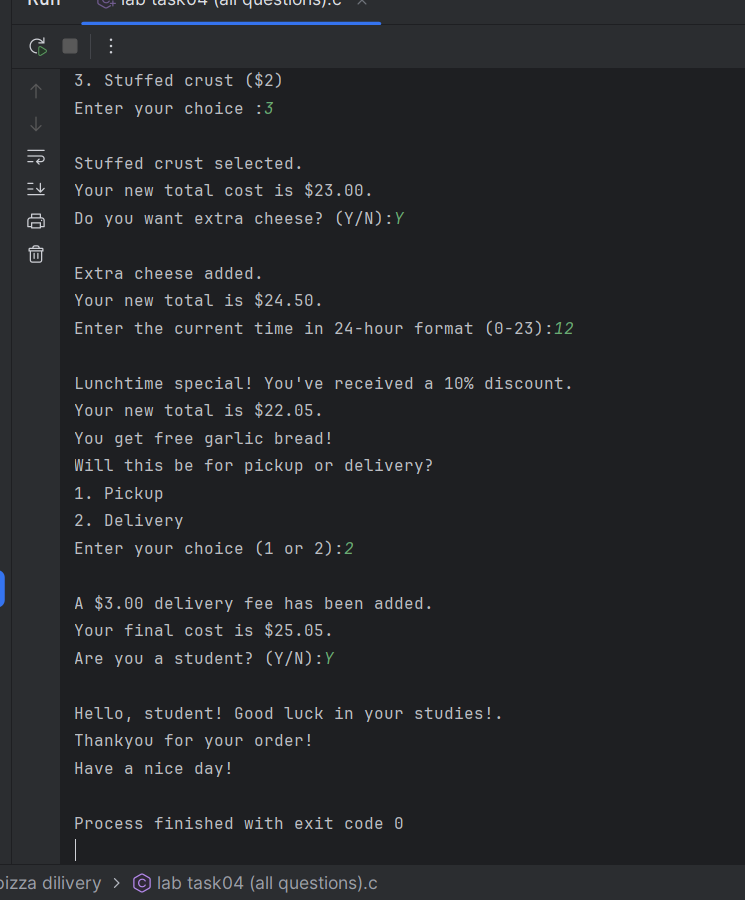 Run lab task04 (all questions).c
3. Stuffed crust ($2)
Enter your choice :3
Stuffed crust selected.
Your new total cost is $23.00.
Do you want extra cheese? (Y/N):Y
Extra cheese added.
Your new total is $24.50.
Enter the current time in 24-hour format (0-23):12
Lunchtime special! You've received a 10% discount.
Your new total is $22.05.
You get free garlic bread!
Will this be for pickup or delivery?
1. Pickup
2. Delivery
Enter your choice (1 or 2):2
A $3.00 delivery fee has been added.
Your final cost is $25.05.
Are you a student? (Y/N):Y
Hello, student! Good luck in your studies!.
Thankyou for your order!
Have a nice day!
Process finished with exit code 0
pizza dilivery > C lab task04 (all questions).c